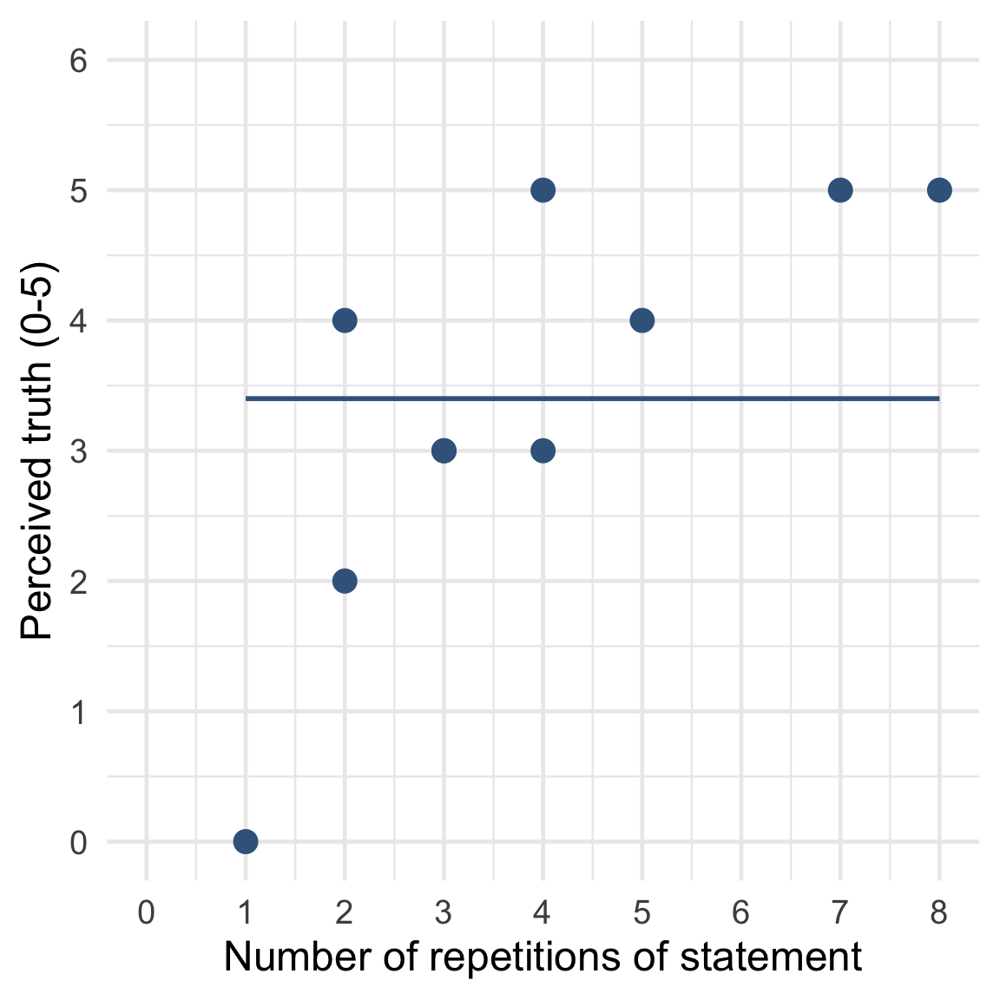 6
5
4
3
2
1
0
Perceived truth (0-5)
0 1 2 3 4 5 6 7 8
Number of repetitions of statement